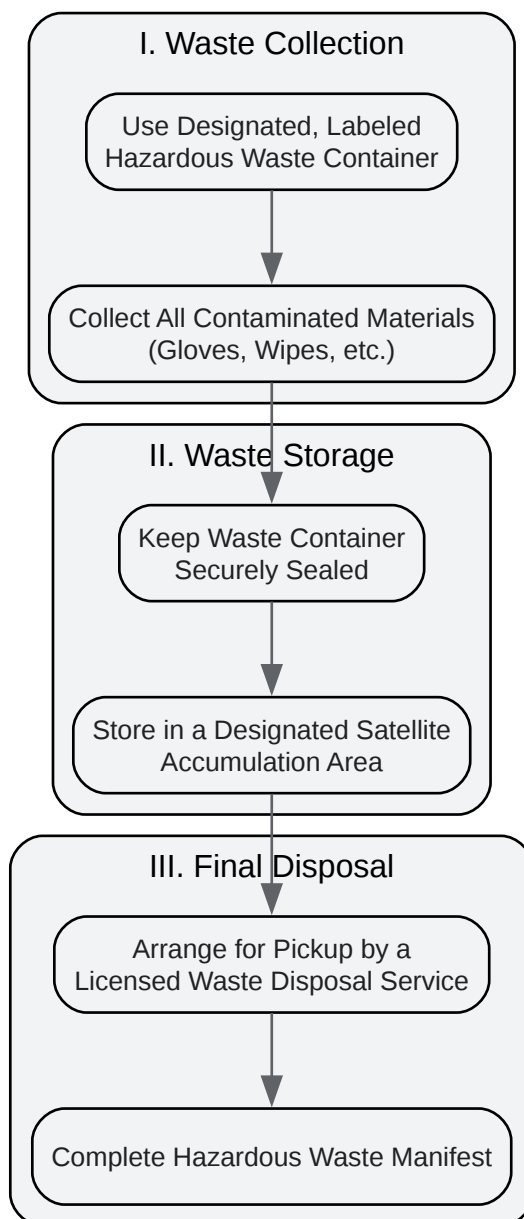 I. Waste Collection
Use Designated, Labeled
Hazardous Waste Container
Collect All Contaminated Materials
(Gloves, Wipes, etc.)
II. Waste Storage
Keep Waste Container
Securely Sealed
Store in a Designated Satellite
Accumulation Area
III. Final Disposal
Arrange for Pickup by a
Licensed Waste Disposal Service
Complete Hazardous Waste Manifest